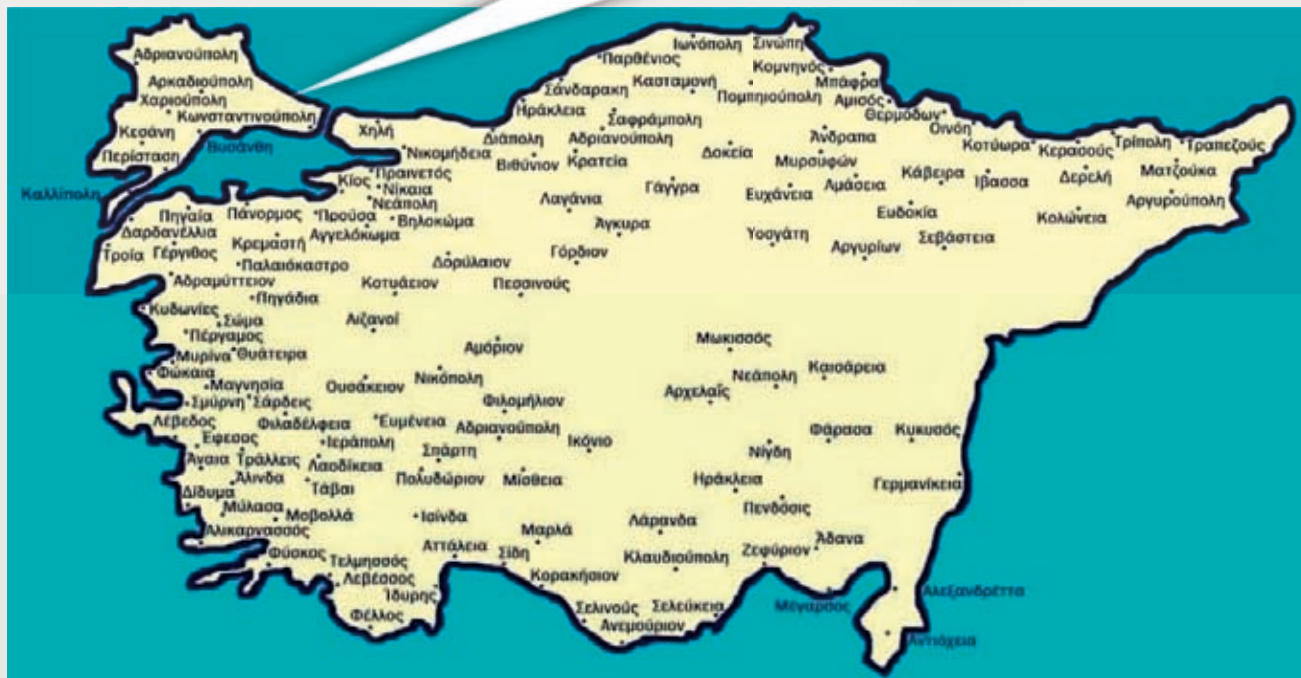 Αδριανούπολη
Αρκαδιούπολη
Χαριούπολη
Κωνσταντινούπολη
Κεσάνη
Βυσάνθη
Περίσταση
Καλλίπολη
Παρθένιος
Ιωνόπολη
Σινώπη
Κομνηνός
Σάνδαρακη
Κασταμονή
Πομπηιούπολη
Μπάφρα
Αμισός
Ηράκλεια
Σαφράμπολη
Θερμόδων
Οινόη
Χηλή
Διάπολη
Αδριανούπολη
Άνδραπα
Κοτύωρα
Κερασούς
Τρίπολη
Τραπεζούς
Νικομήδεια
Βιθύνιον
Κρατεία
Δοκεία
Μυρσυφών
Κάβειρα
Ίβασσα
Δερελή
Ματζούκα
Πραινετός
Κίος
Νίκαια
Νεάπολη
Γάγγρα
Ευχάνεια
Αμάσεια
Αργυρούπολη
Λαγάνια
Πηγαία
Πάνορμος
Προύσα
Βηλοκώμα
Ευδοκία
Κολώνεια
Δαρδανέλλια
Αγγελόκωμα
Άγκυρα
Κρεμαστή
Υοσγάτη
Αργυρίων
Σεβάστεια
Τροία
Γέργιθος
Παλαιόκαστρο
Δορύλαιον
Γόρδιον
Αδραμύττειον
Κοτυάειον
Πεσσινούς
Πηγάδια
Κυδωνίες
Σώμα
Αιζανοί
Πέργαμος
Αμόριον
Μωκισσός
Μυρίνα
Θυάτειρα
Φώκαια
Μαγνησία
Ουσάκειον
Νικόπολη
Νεάπολη
Καισάρεια
Αρχελαΐς
Σμύρνη
Σάρδεις
Φιλομήλιον
Λέβεδος
Φιλαδέλφεια
Ευμένεια
Αδριανούπολη
Φάρασα
Κυκυσός
Έφεσος
Ιεράπολη
Ικόνιο
Άναια
Τράλλεις
Λαοδίκεια
Σπάρτη
Νίγδη
Άλινδα
Τάβαι
Πολυδώριον
Μίσθεια
Ηράκλεια
Γερμανίκεια
Δίδυμα
Μύλασα
Μοβολλά
Ισίνδα
Πενδόσις
Λάρανδα
Αλικαρνασσός
Μαρλά
Άδανα
Φύσκος
Αττάλεια
Σίδη
Κλαυδιούπολη
Ζεφύριον
Τελμησσός
Λεβέσσος
Κορακήσιον
Ίδυρης
Μέγαρσος
Αλεξανδρέττα
Φέλλος
Σελινούς
Σελεύκεια
Ανεμούριον
Αντιόχεια